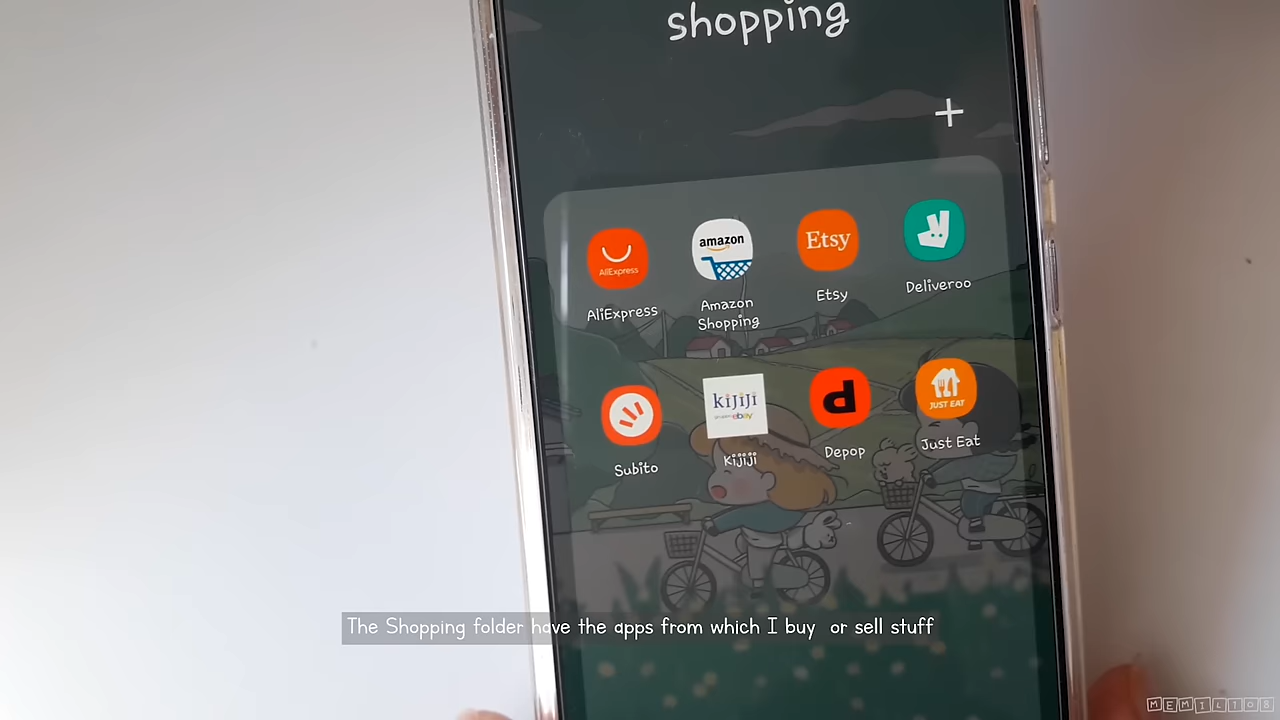 shopping
+
AliExpress
amazon
Etsy
AliExpress
Amazon
Shopping
Etsy
Deliveroo
kijiji
ebay
d
JUST EAT
Subito
Kijiji
Depop
Just Eat
The Shopping folder have the apps from which I buy or sell stuff
MEMIL108